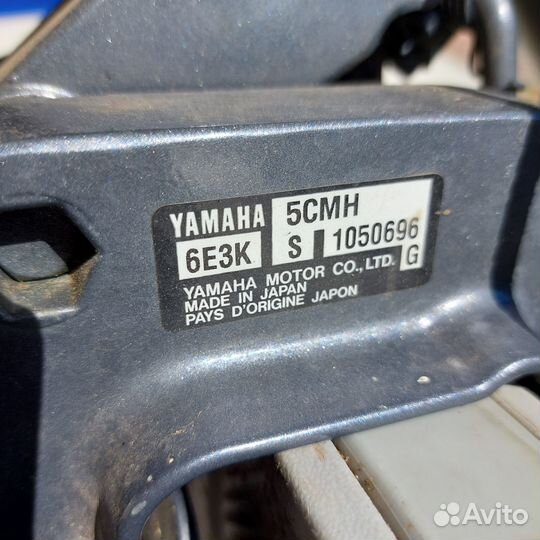 YAMAHA 5CMH
6E3K S 1050696
G
YAMAHA MOTOR CO., LTD.
MADE IN JAPAN
PAYS D'ORIGINE JAPON
Avito